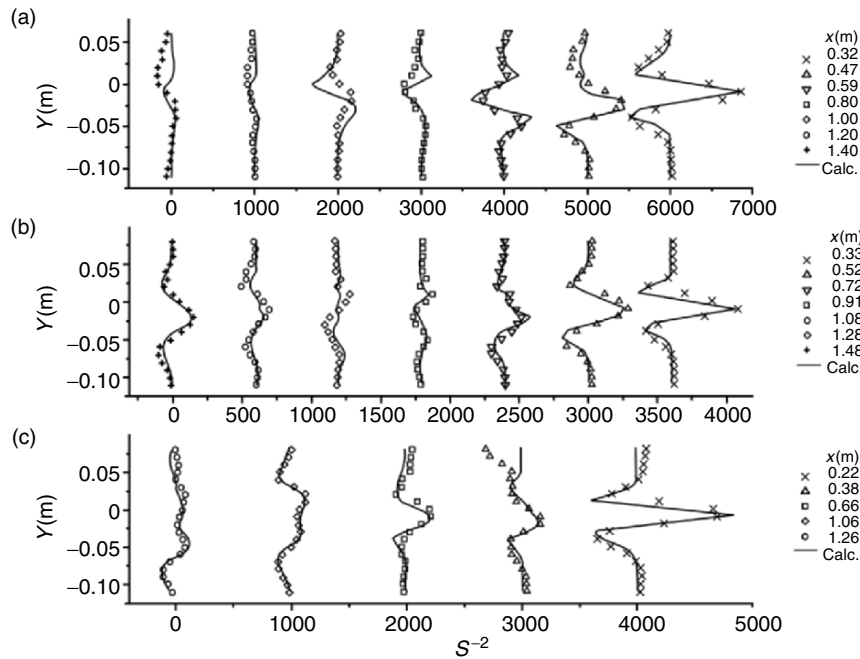 (a)
Y(m)
0.05
0
−0.05
−0.10
0 1000 2000 3000 4000 5000 6000 7000
x(m)
0.32
0.47
0.59
0.80
1.00
1.20
1.40
Calc.
(b)
Y(m)
0.05
0
−0.05
−0.10
0 500 1000 1500 1750 2000 2500 3000 3500 4000
x(m)
0.33
0.52
0.72
0.91
1.08
1.28
1.48
Calc.
(c)
Y(m)
0.05
0
−0.05
−0.10
0 1000 2000 3000 4000 5000
x(m)
0.22
0.38
0.66
1.06
1.26
Calc.
S⁻²